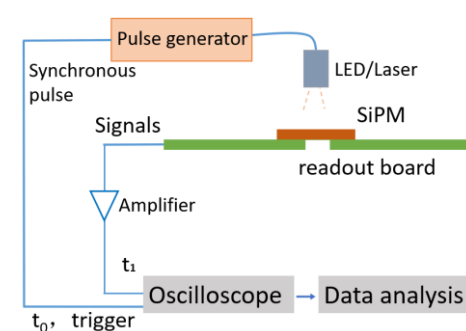 Pulse generator
Synchronous
pulse
LED/Laser
SiPM
Signals
readout board
Amplifier
t₁
Oscilloscope
Data analysis
t₀, trigger